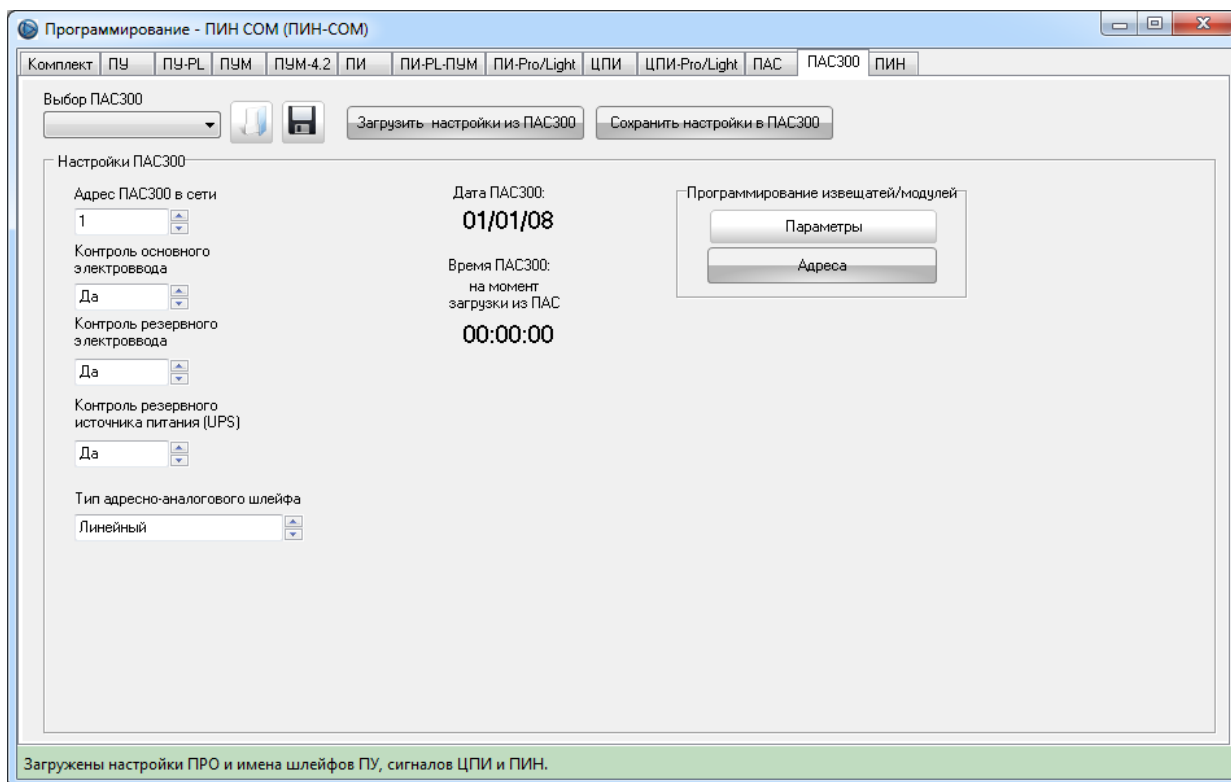 Программирование - ПИН COM (ПИН-COM)
Комплект ПУ ПУ-PL ПУМ ПУМ-4.2 ПИ ПИ-PL-ПУМ ПИ-Pro/Light ЦПИ ЦПИ-Pro/Light ПАС ПАС300 ПИН
Выбор ПАС300
Загрузить настройки из ПАС300 Сохранить настройки в ПАС300
Настройки ПАС300
Адрес ПАС300 в сети
1
Контроль основного
электроввода
Да
Контроль резервного
электроввода
Да
Контроль резервного
источника питания (UPS)
Да
Тип адресно-аналогового шлейфа
Линейный
Дата ПАС300:
01/01/08
Время ПАС300:
на момент
загрузки из ПАС
00:00:00
Программирование извещатей/модулей
Параметры
Адреса
Загружены настройки ПРО и имена шлейфов ПУ, сигналов ЦПИ и ПИН.